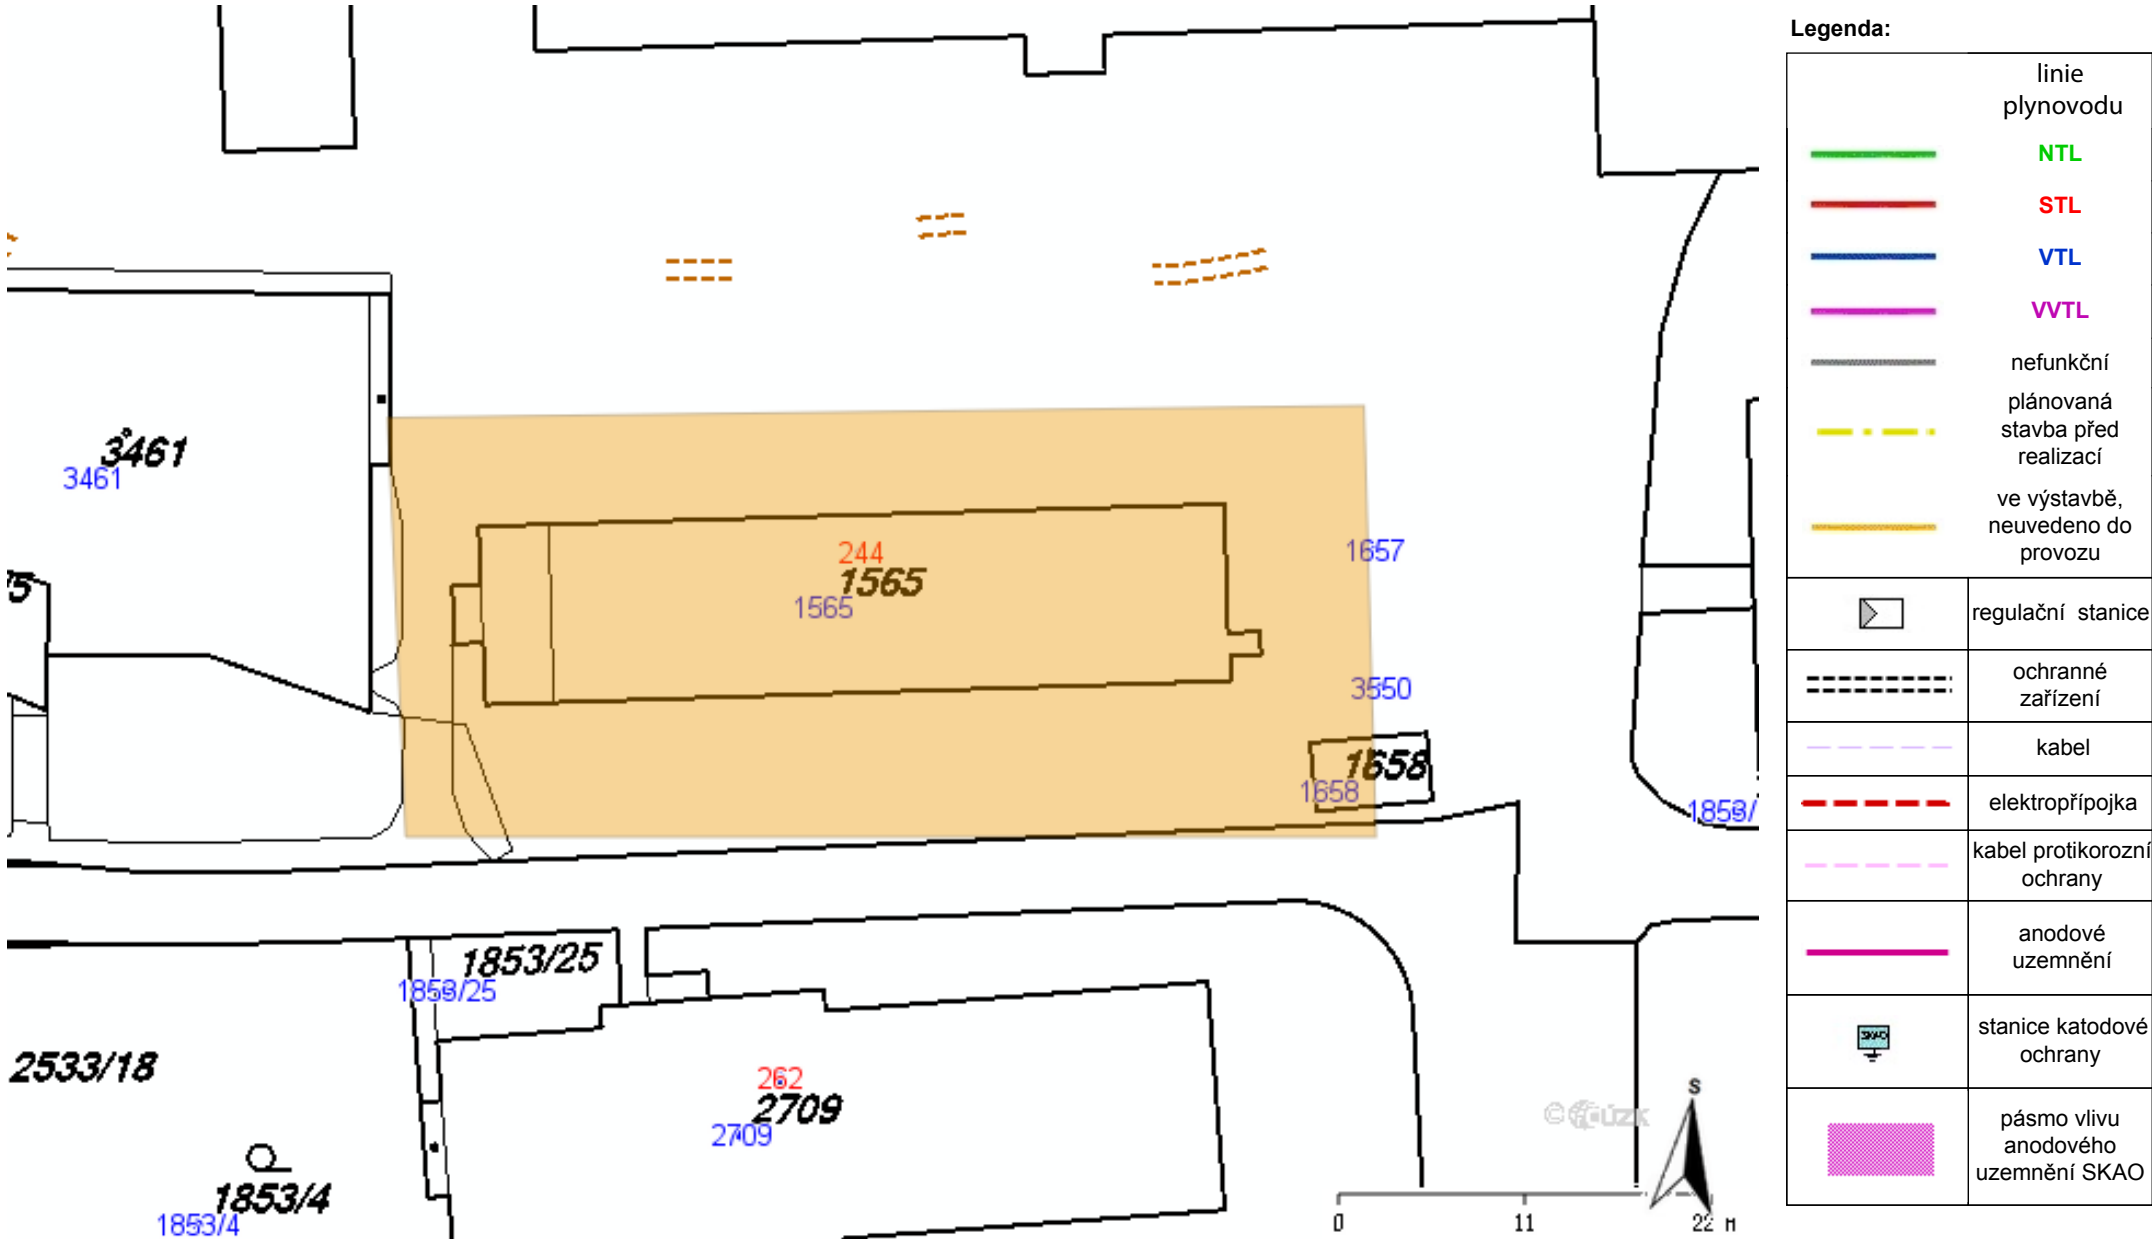 3461
3461
244
1565
1565
1657
3550
1658
1658
1853/
1853/25
1853/25
2533/18
262
2709
2709
1853/4
1853/4
© ČÚZK
S
0 11 22 M
Legenda:
linie
plynovodu
NTL
STL
VTL
VVTL
nefunkční
plánovaná
stavba před
realizací
ve výstavbě,
neuvedeno do
provozu
regulační stanice
ochranné
zařízení
kabel
elektropřípojka
kabel protikorozní
ochrany
anodové
uzemnění
SKAO
stanice katodové
ochrany
pásmo vlivu
anodového
uzemnění SKAO